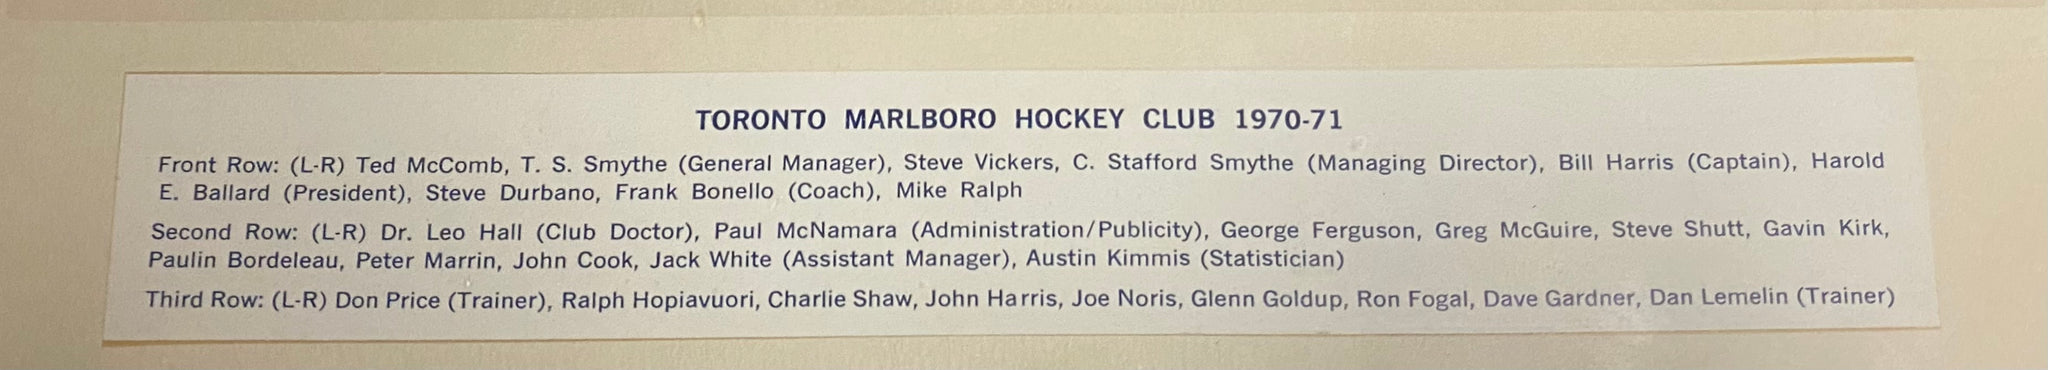 TORONTO MARLBORO HOCKEY CLUB 1970-71
Front Row: (L-R) Ted McComb, T. S. Smythe (General Manager), Steve Vickers, C. Stafford Smythe (Managing Director), Bill Harris (Captain), Harold
E. Ballard (President), Steve Durbano, Frank Bonello (Coach), Mike Ralph
Second Row: (L-R) Dr. Leo Hall (Club Doctor), Paul McNamara (Administration/Publicity), George Ferguson, Greg McGuire, Steve Shutt, Gavin Kirk,
Paulin Bordeleau, Peter Marrin, John Cook, Jack White (Assistant Manager), Austin Kimmis (Statistician)
Third Row: (L-R) Don Price (Trainer), Ralph Hopiavuori, Charlie Shaw, John Harris, Joe Noris, Glenn Goldup, Ron Fogal, Dave Gardner, Dan Lemelin (Trainer)